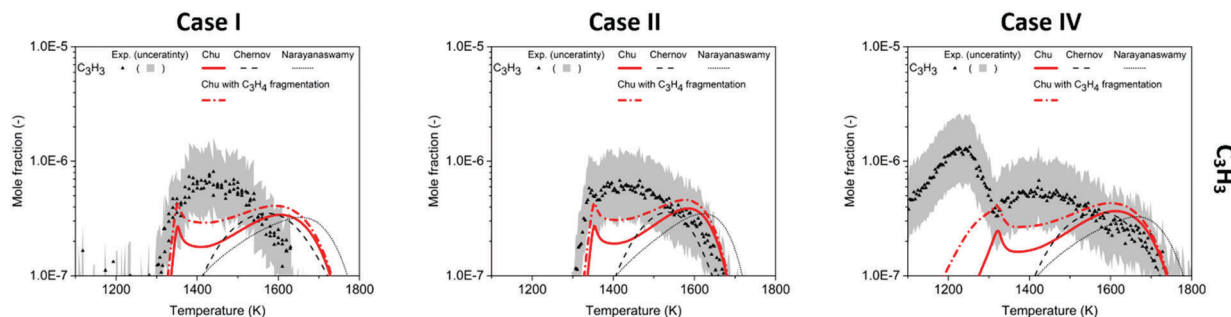 Case I
Case II
Case IV
Exp. (unceratinty) Chu Chernov Narayanaswamy
C3H3 ( )
Chu with C3H4 fragmentation
1.0E-5
1.0E-6
1.0E-7
Mole fraction (-)
1200 1400 1600 1800
Temperature (K)
Exp. (unceratinty) Chu Chernov Narayanaswamy
C3H3 ( )
Chu with C3H4 fragmentation
1.0E-5
1.0E-6
1.0E-7
Mole fraction (-)
1200 1400 1600 1800
Temperature (K)
Exp. (unceratinty) Chu Chernov Narayanaswamy
C3H3 ( )
Chu with C3H4 fragmentation
1.0E-5
1.0E-6
1.0E-7
Mole fraction (-)
1200 1400 1600 1800
Temperature (K)
C3H3